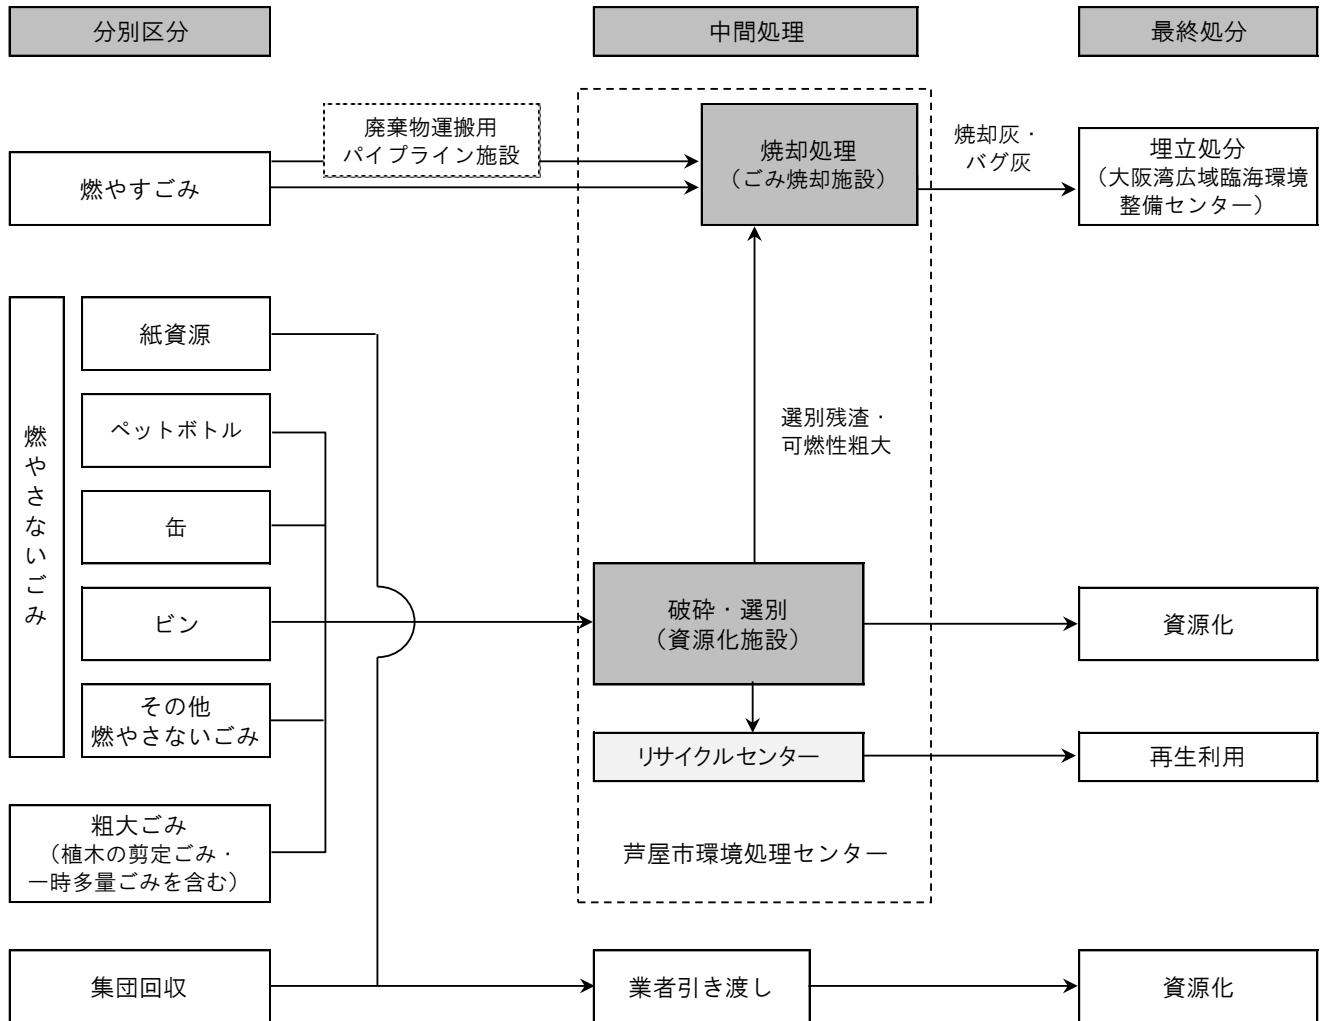 分別区分
中間処理
最終処分
廃棄物運搬用
パイプライン施設
燃やすごみ
焼却処理
（ごみ焼却施設）
焼却灰・
バグ灰
埋立処分
（大阪湾広域臨海環境
整備センター）
燃やさないごみ
紙資源
ペットボトル
缶
ビン
その他
燃やさないごみ
選別残渣・
可燃性粗大
破砕・選別
（資源化施設）
資源化
リサイクルセンター
再生利用
粗大ごみ
（植木の剪定ごみ・
一時多量ごみを含む）
芦屋市環境処理センター
集団回収
業者引き渡し
資源化